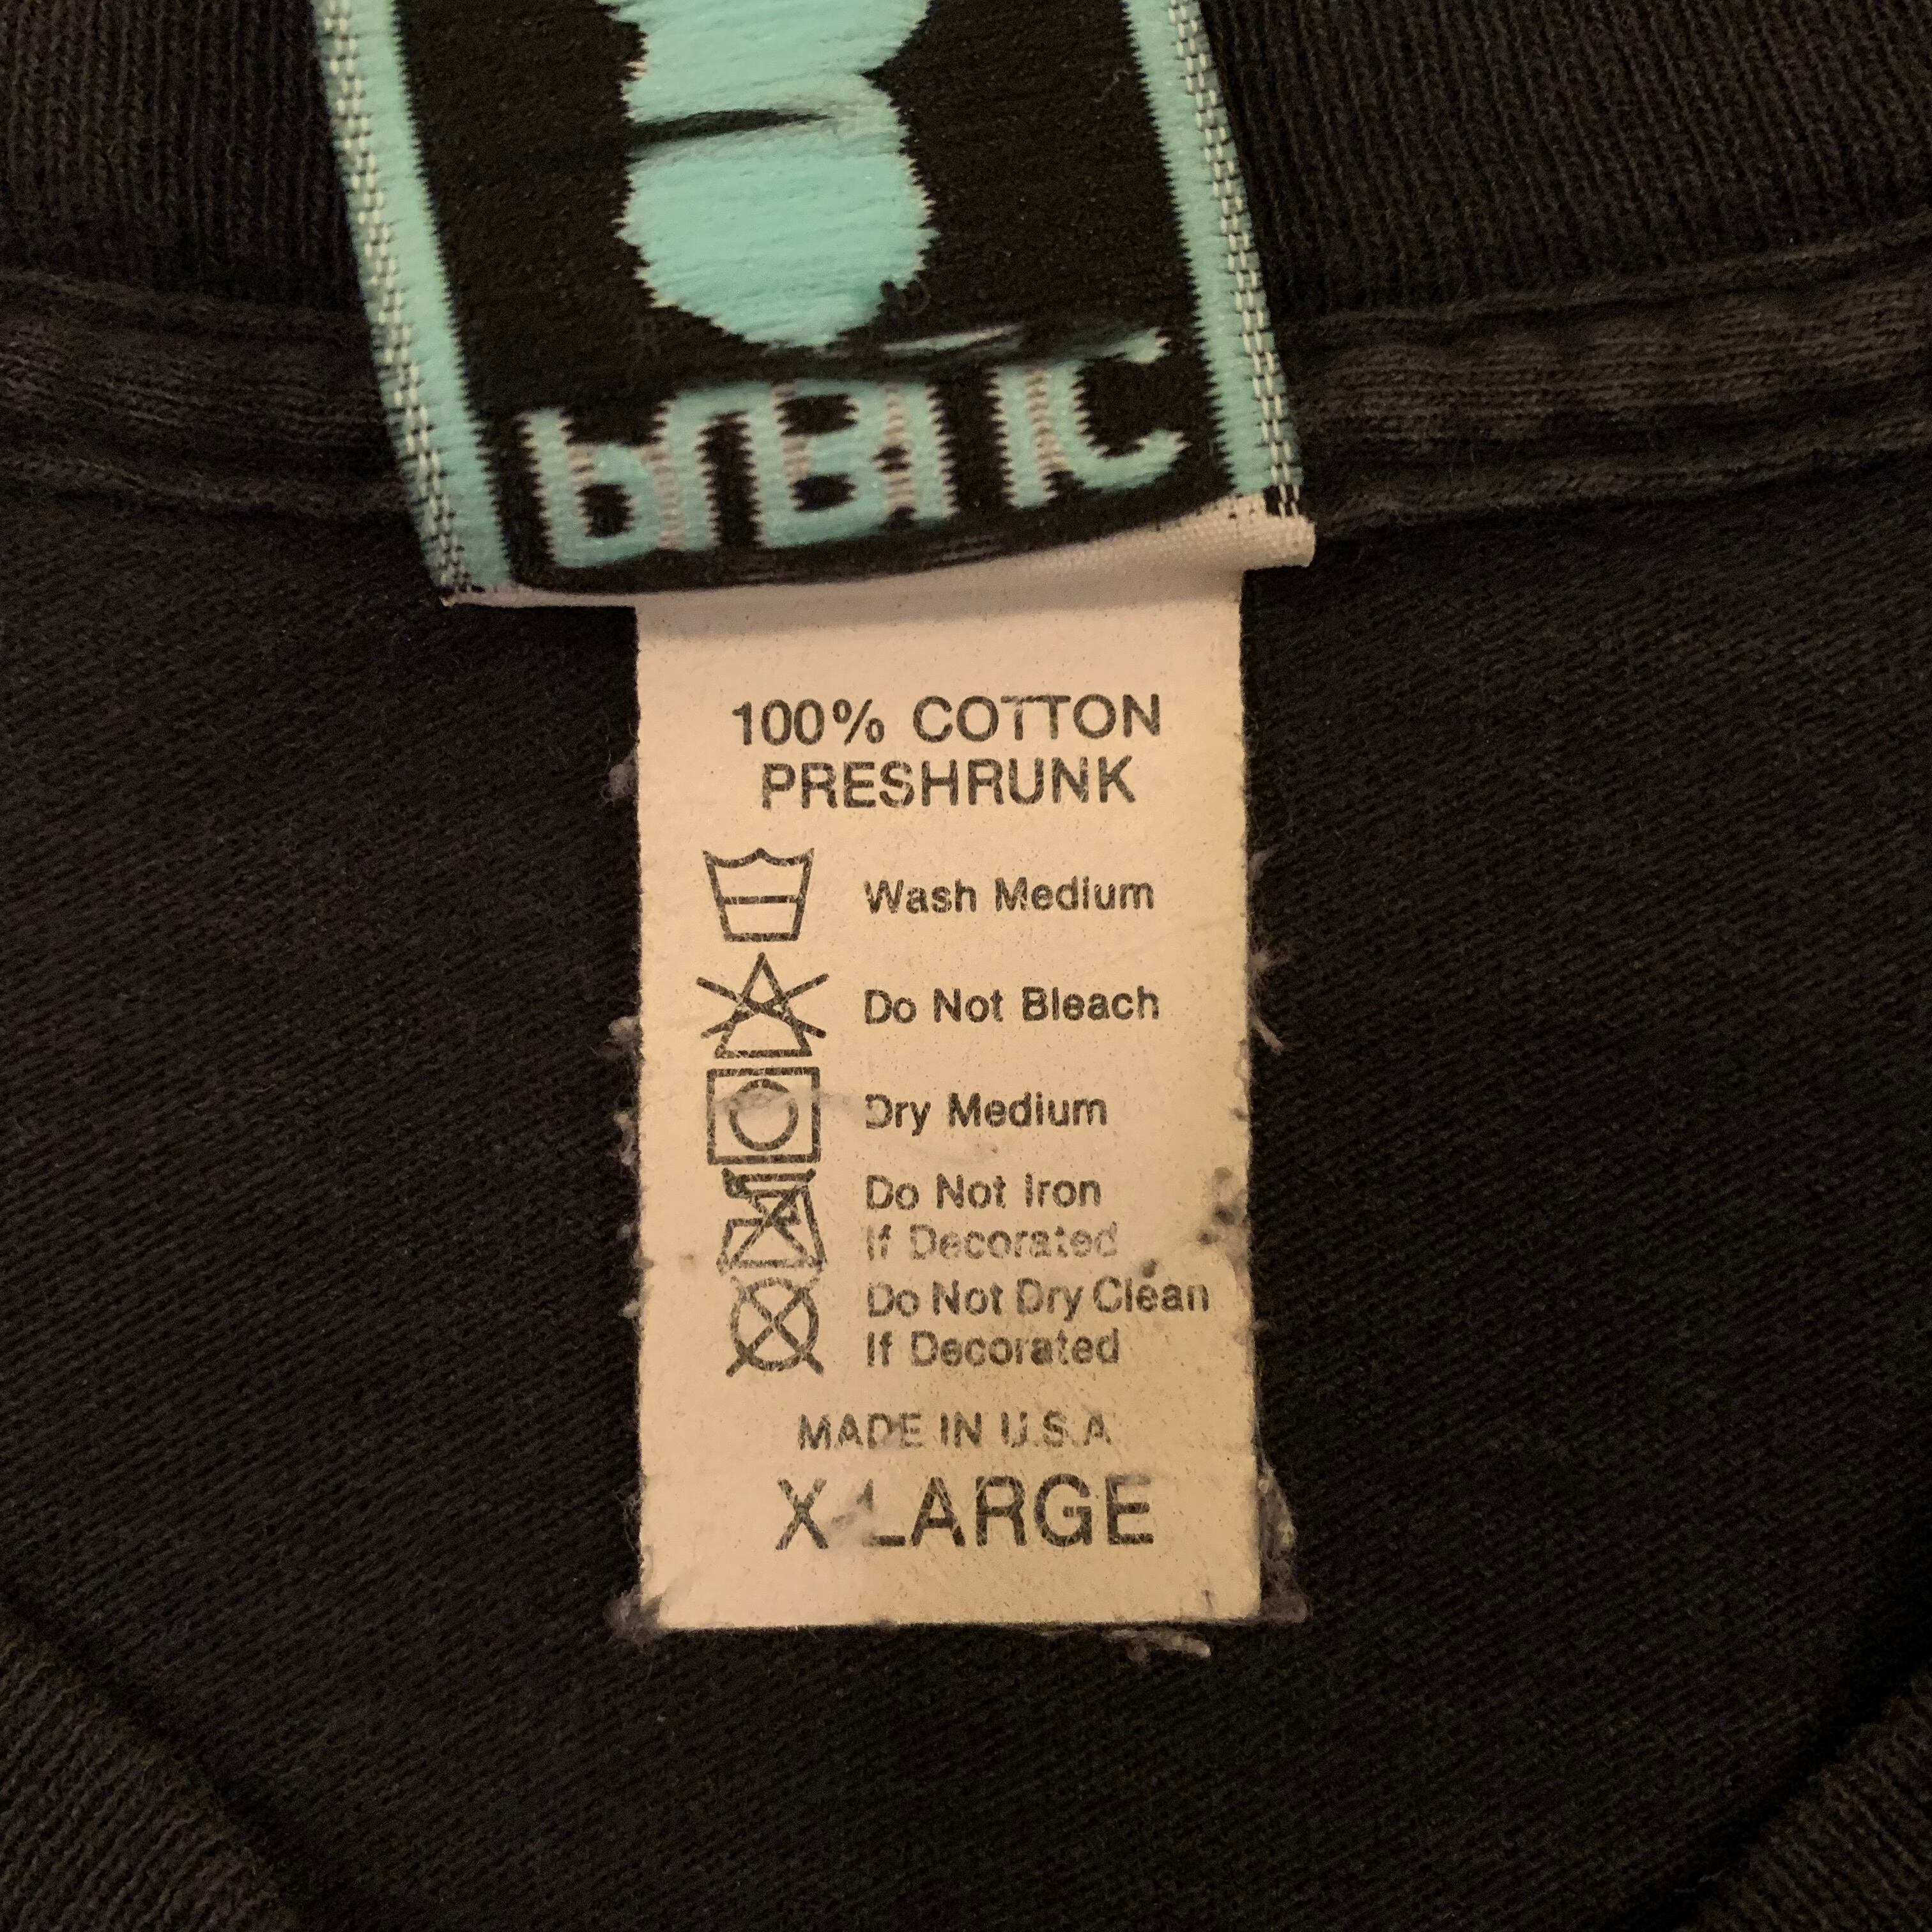 100% COTTON
PRESHRUNK
Wash Medium
Do Not Bleach
Dry Medium
Do Not Iron
If Decorated
Do Not Dry Clean
If Decorated
MADE IN U.S.A
X-LARGE